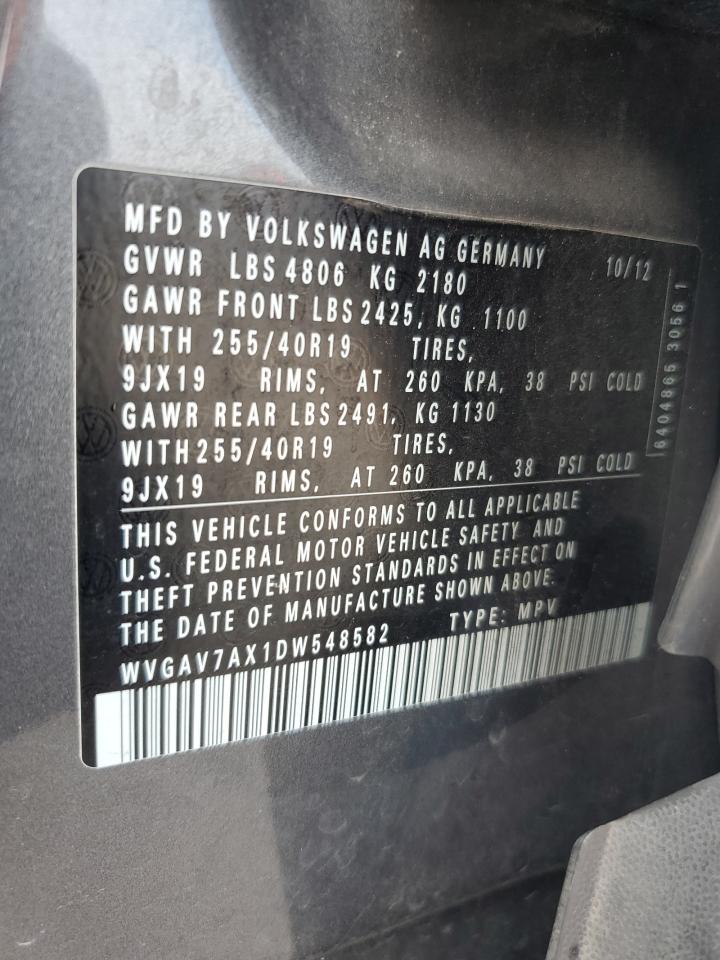 MFD BY VOLKSWAGEN AG GERMANY 10/12
GVWR LBS 4806 KG 2180
GAWR FRONT LBS 2425, KG 1100
WITH 255/40R19 TIRES,
9JX19 RIMS, AT 260 KPA, 38 PSI COLD
GAWR REAR LBS 2491, KG 1130
WITH 255/40R19 TIRES,
9JX19 RIMS, AT 260 KPA, 38 PSI COLD
THIS VEHICLE CONFORMS TO ALL APPLICABLE
U.S. FEDERAL MOTOR VEHICLE SAFETY AND
THEFT PREVENTION STANDARDS IN EFFECT ON
THE DATE OF MANUFACTURE SHOWN ABOVE.
WVGAV7AX1DW548582 TYPE: MPV
6404865 3056 1